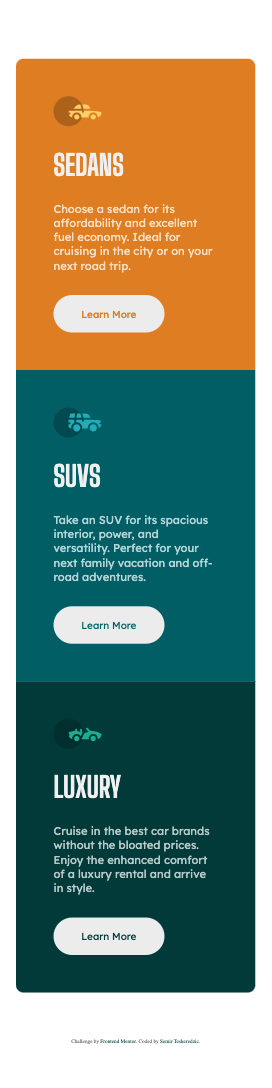 SEDANS
Choose a sedan for its
affordability and excellent
fuel economy. Ideal for
cruising in the city or on your
next road trip.
Learn More
SUVS
Take an SUV for its spacious
interior, power, and
versatility. Perfect for your
next family vacation and off-
road adventures.
Learn More
LUXURY
Cruise in the best car brands
without the bloated prices.
Enjoy the enhanced comfort
of a luxury rental and arrive
in style.
Learn More
Challenge by Frontend Mentor. Coded by Semir Teskeredzic.